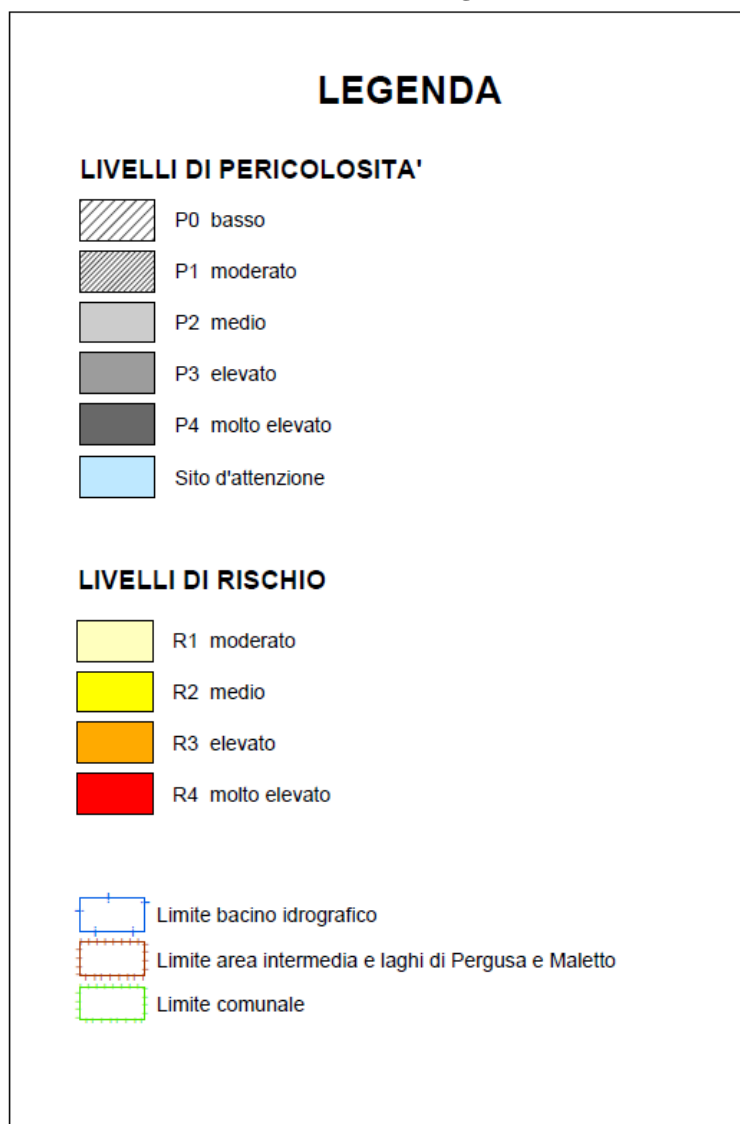 LEGENDA
LIVELLI DI PERICOLOSITA'
P0 basso
P1 moderato
P2 medio
P3 elevato
P4 molto elevato
Sito d'attenzione
LIVELLI DI RISCHIO
R1 moderato
R2 medio
R3 elevato
R4 molto elevato
Limite bacino idrografico
Limite area intermedia e laghi di Pergusa e Maletto
Limite comunale